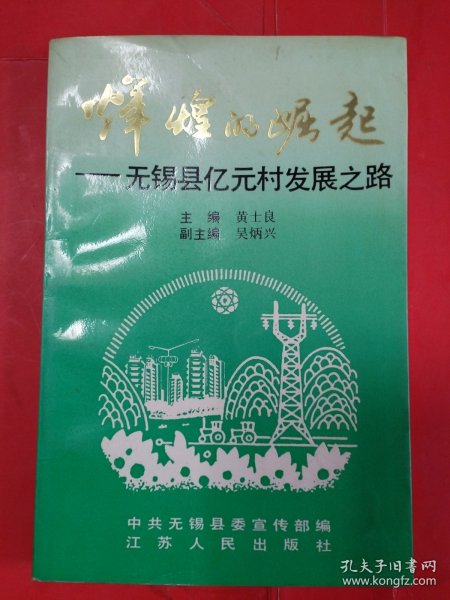 辉煌的崛起
——无锡县亿元村发展之路
主编 黄士良
副主编 吴炳兴
中共无锡县委宣传部编
江苏人民出版社
孔夫子旧书网
www.kongfz.com